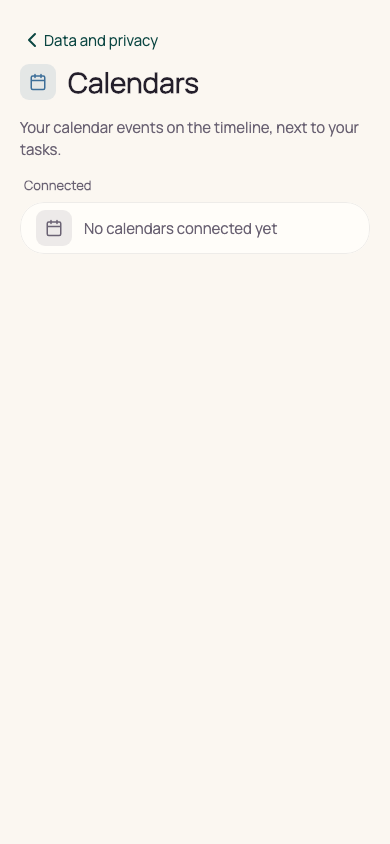 Data and privacy
Calendars
Your calendar events on the timeline, next to your
tasks.
Connected
No calendars connected yet